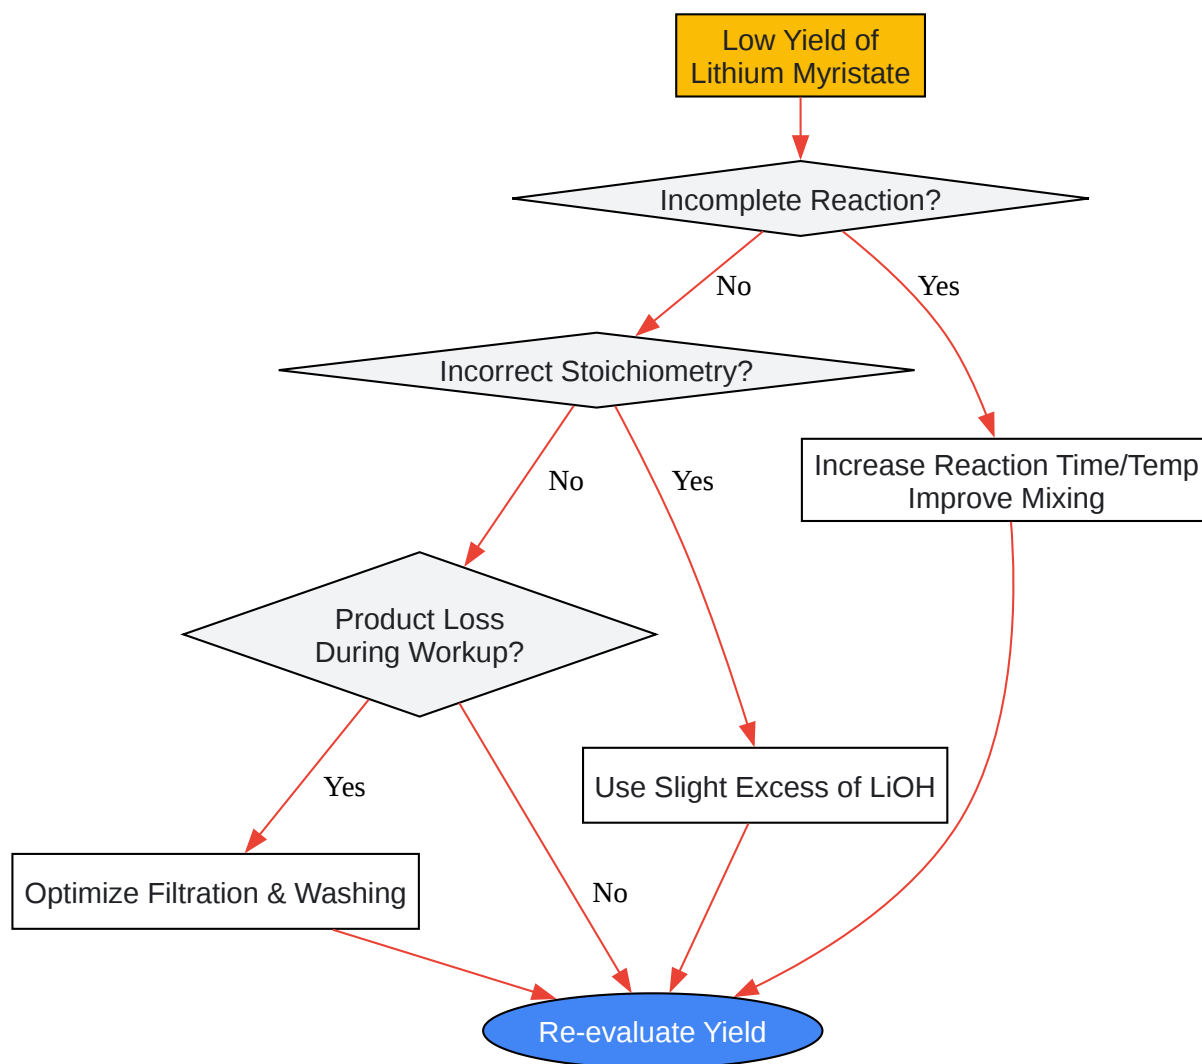 Low Yield of
Lithium Myristate
Incomplete Reaction?
No
Yes
Incorrect Stoichiometry?
Increase Reaction Time/Temp
Improve Mixing
No
Yes
Product Loss
During Workup?
Yes
Use Slight Excess of LiOH
Optimize Filtration & Washing
No
Re-evaluate Yield